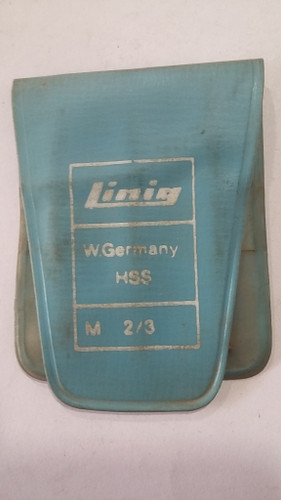 Linig
W.Germany
HSS
M 2/3